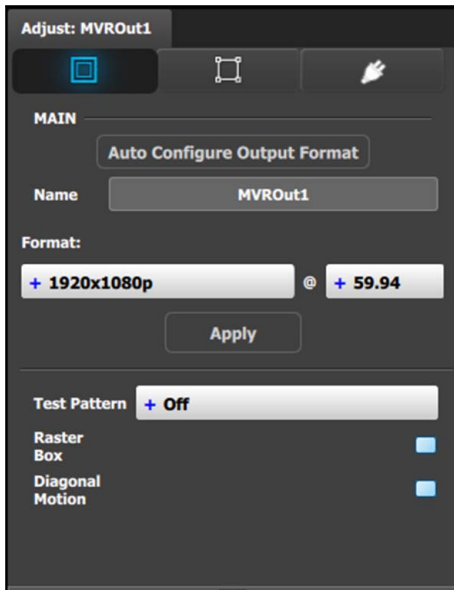 Adjust: MVROut1
MAIN
Auto Configure Output Format
Name MVROut1
Format:
+ 1920x1080p @ + 59.94
Apply
Test Pattern + Off
Raster
Box
Diagonal
Motion